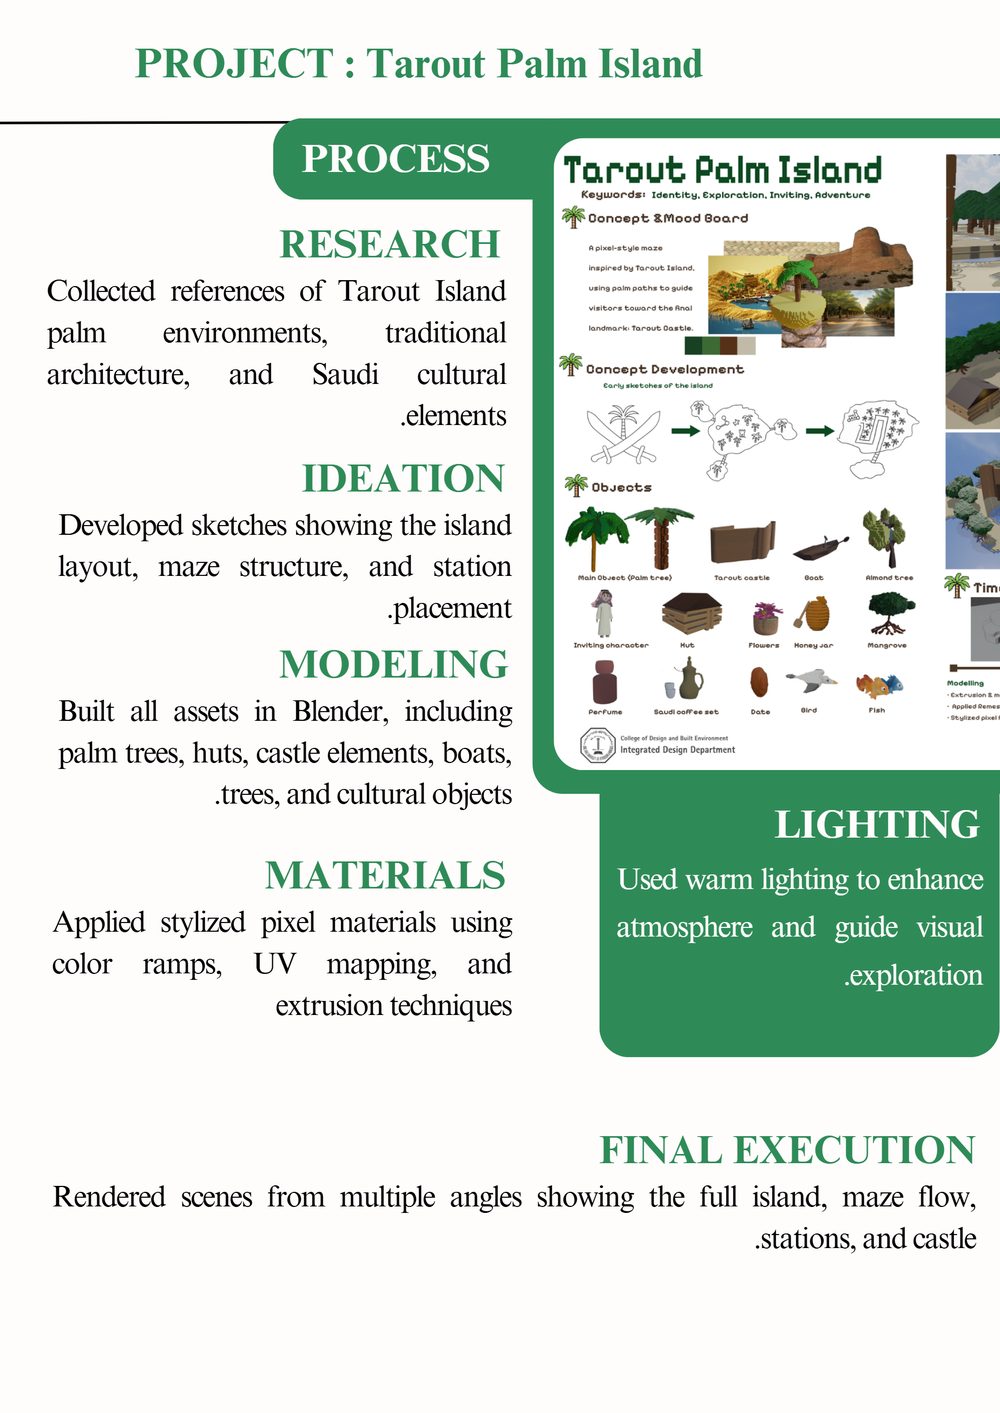 PROJECT : Tarout Palm Island
PROCESS
RESEARCH
Collected references of Tarout Island
palm environments, traditional
architecture, and Saudi cultural
.elements
IDEATION
Developed sketches showing the island
layout, maze structure, and station
.placement
MODELING
Built all assets in Blender, including
palm trees, huts, castle elements, boats,
.trees, and cultural objects
MATERIALS
Applied stylized pixel materials using
color ramps, UV mapping, and
extrusion techniques
Tarout Palm Island
Keywords: Identity, Exploration, Inviting, Adventure
Concept & Mood Board
A pixel-style maze
inspired by Tarout Island,
using palm paths to guide
visitors toward the final
landmark: Tarout Castle.
Concept Development
Early sketches of the island
Objects
Main Object (Palm tree)
Tarout castle
Boat
Almond tree
Inviting character
Hut
Flowers
Honey Jar
Mangrove
Perfume
Saudi coffee set
Date
Bird
Fish
College of Design and Built Environment
Integrated Design Department
Modelling
LIGHTING
Used warm lighting to enhance
atmosphere and guide visual
.exploration
FINAL EXECUTION
Rendered scenes from multiple angles showing the full island, maze flow,
.stations, and castle